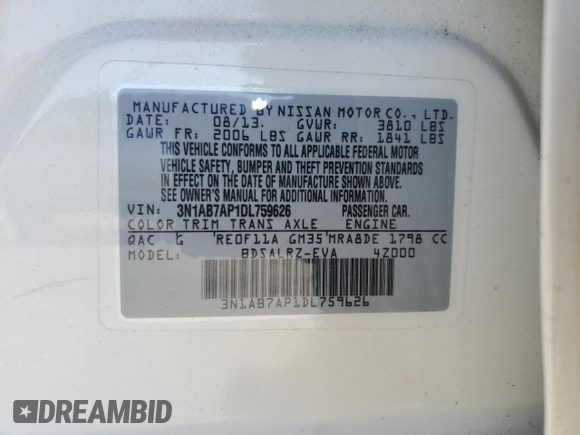 MANUFACTURED BY NISSAN MOTOR CO., LTD.
DATE: 08/13. GVWR: 3810 LBS
GAWR FR: 2006 LBS GAWR RR: 1841 LBS
THIS VEHICLE CONFORMS TO ALL APPLICABLE FEDERAL MOTOR
VEHICLE SAFETY, BUMPER AND THEFT PREVENTION STANDARDS
IN EFFECT ON THE DATE OF MANUFACTURE SHOWN ABOVE.
SEE OWNER'S MANUAL FOR ADDITIONAL INFORMATION.
VIN: 3N1AB7AP1DL759626 PASSENGER CAR.
COLOR TRIM TRANS AXLE ENGINE
QAC G RE0F11A GM35 MRA8DE 1798 CC
MODEL: BDSALRZ-EVA 4Z000
3N1AB7AP1DL759626
DREAMBID